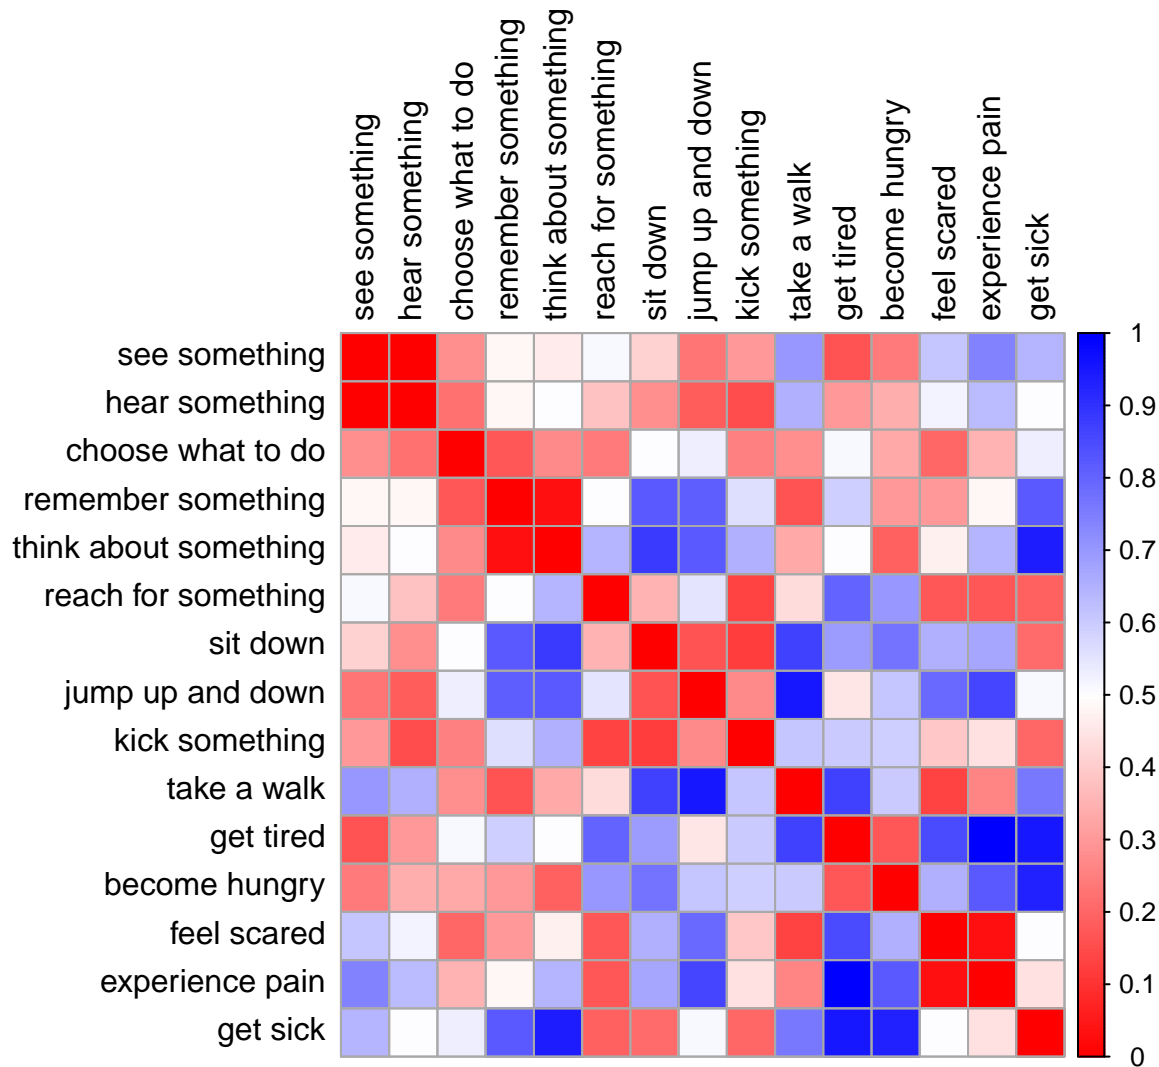 see something
hear something
choose what to do
remember something
think about something
reach for something
sit down
jump up and down
kick something
take a walk
get tired
become hungry
feel scared
experience pain
get sick
see something
hear something
choose what to do
remember something
think about something
reach for something
sit down
jump up and down
kick something
take a walk
get tired
become hungry
feel scared
experience pain
get sick
1
0.9
0.8
0.7
0.6
0.5
0.4
0.3
0.2
0.1
0